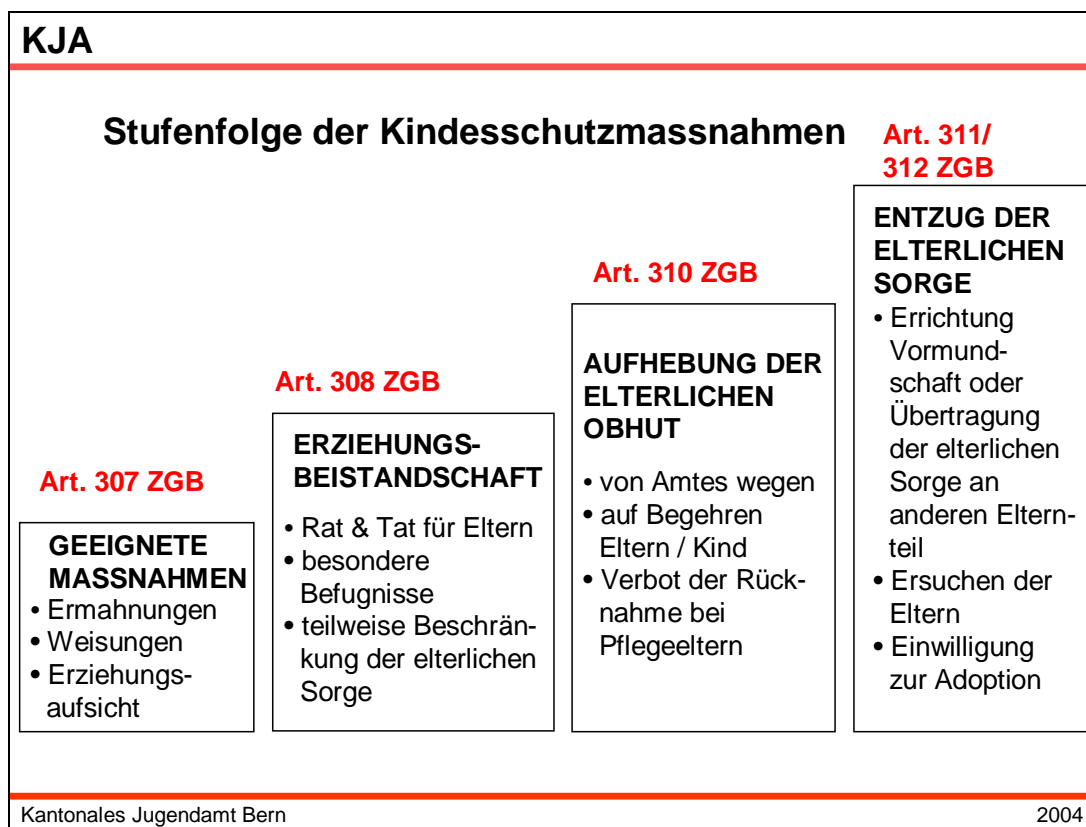 KJA
Stufenfolge der Kindesschutzmassnahmen
Art. 307 ZGB
GEEIGNETE
MASSNAHMEN
• Ermahnungen
• Weisungen
• Erziehungs-
aufsicht
Art. 308 ZGB
ERZIEHUNGS-
BEISTANDSCHAFT
• Rat & Tat für Eltern
• besondere
Befugnisse
• teilweise Beschrän-
kung der elterlichen
Sorge
Art. 310 ZGB
AUFHEBUNG DER
ELTERLICHEN
OBHUT
• von Amtes wegen
• auf Begehren
Eltern / Kind
• Verbot der Rück-
nahme bei
Pflegeeltern
Art. 311/
312 ZGB
ENTZUG DER
ELTERLICHEN
SORGE
• Errichtung
Vormund-
schaft oder
Übertragung
der elterlichen
Sorge an
anderen Eltern-
teil
• Ersuchen der
Eltern
• Einwilligung
zur Adoption
Kantonales Jugendamt Bern
2004